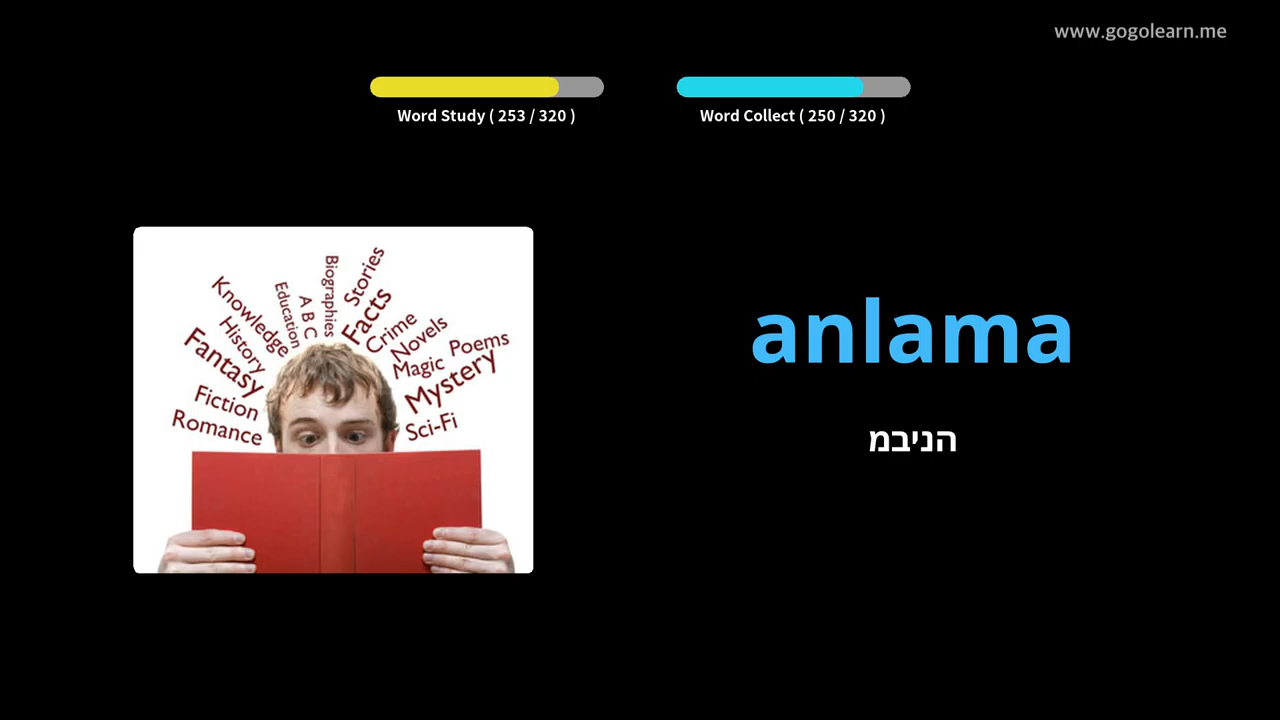 www.gogolearn.me
Word Study ( 253 / 320 )
Word Collect ( 250 / 320 )
Biographies
Stories
Education
A B C
Facts
Knowledge
Crime
History
Novels
Poems
Fantasy
Magic
Mystery
Fiction
Romance
Sci-Fi
anlama
הניבמ